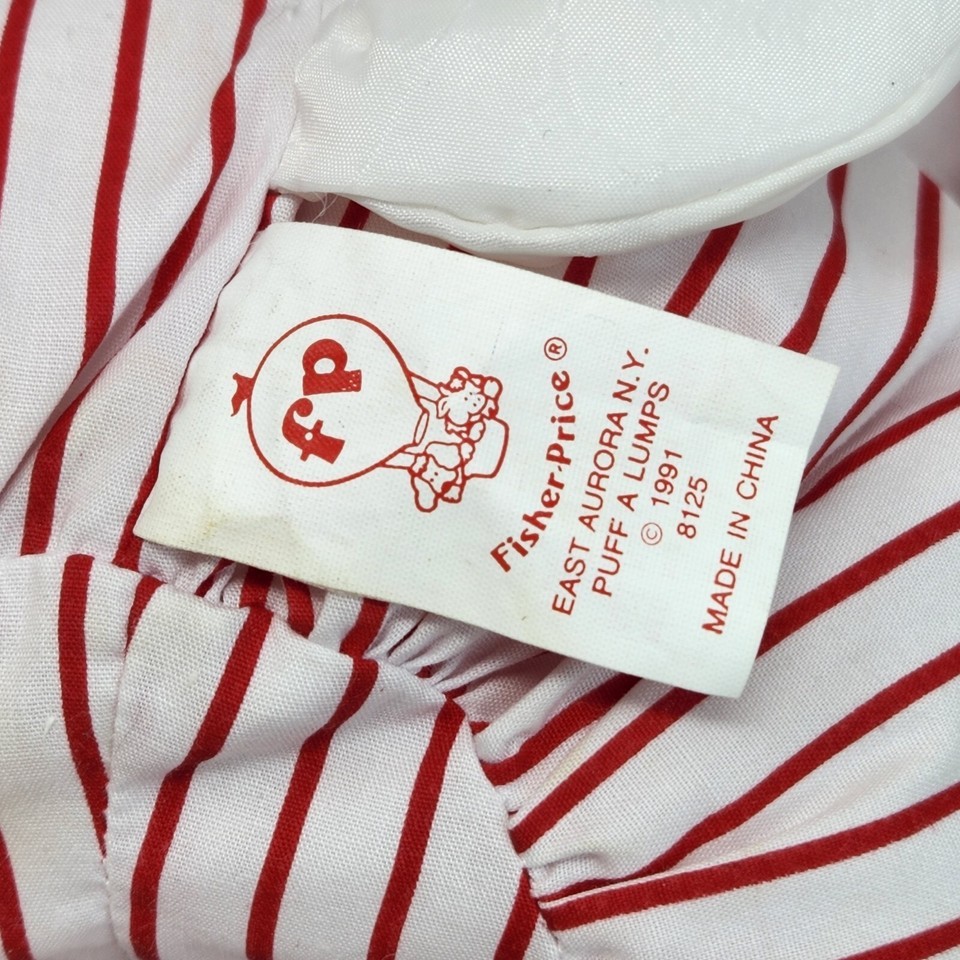 fp
Fisher-Price ®
EAST AURORA N.Y.
PUFF A LUMPS
© 1991
8125
MADE IN CHINA